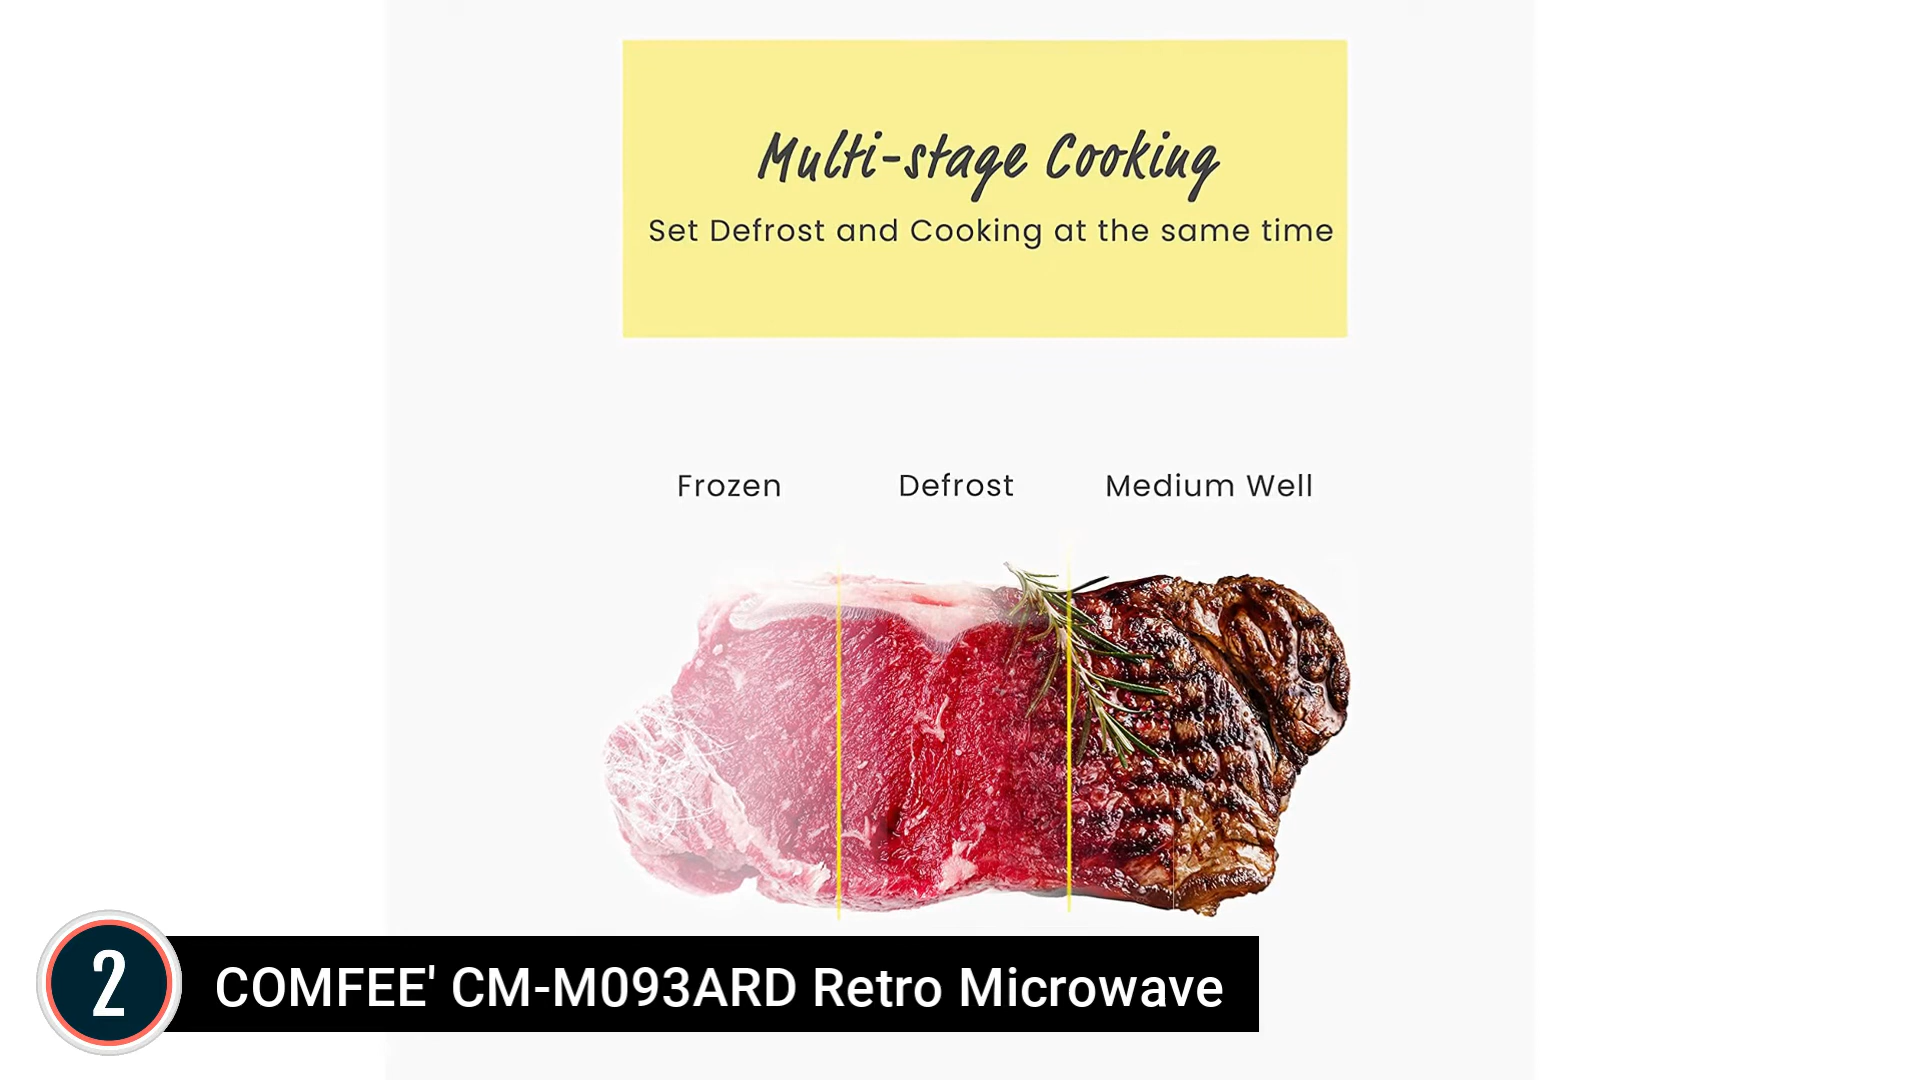 Multi-stage Cooking
Set Defrost and Cooking at the same time
Frozen
Defrost
Medium Well
2
COMFEE' CM-M093ARD Retro Microwave